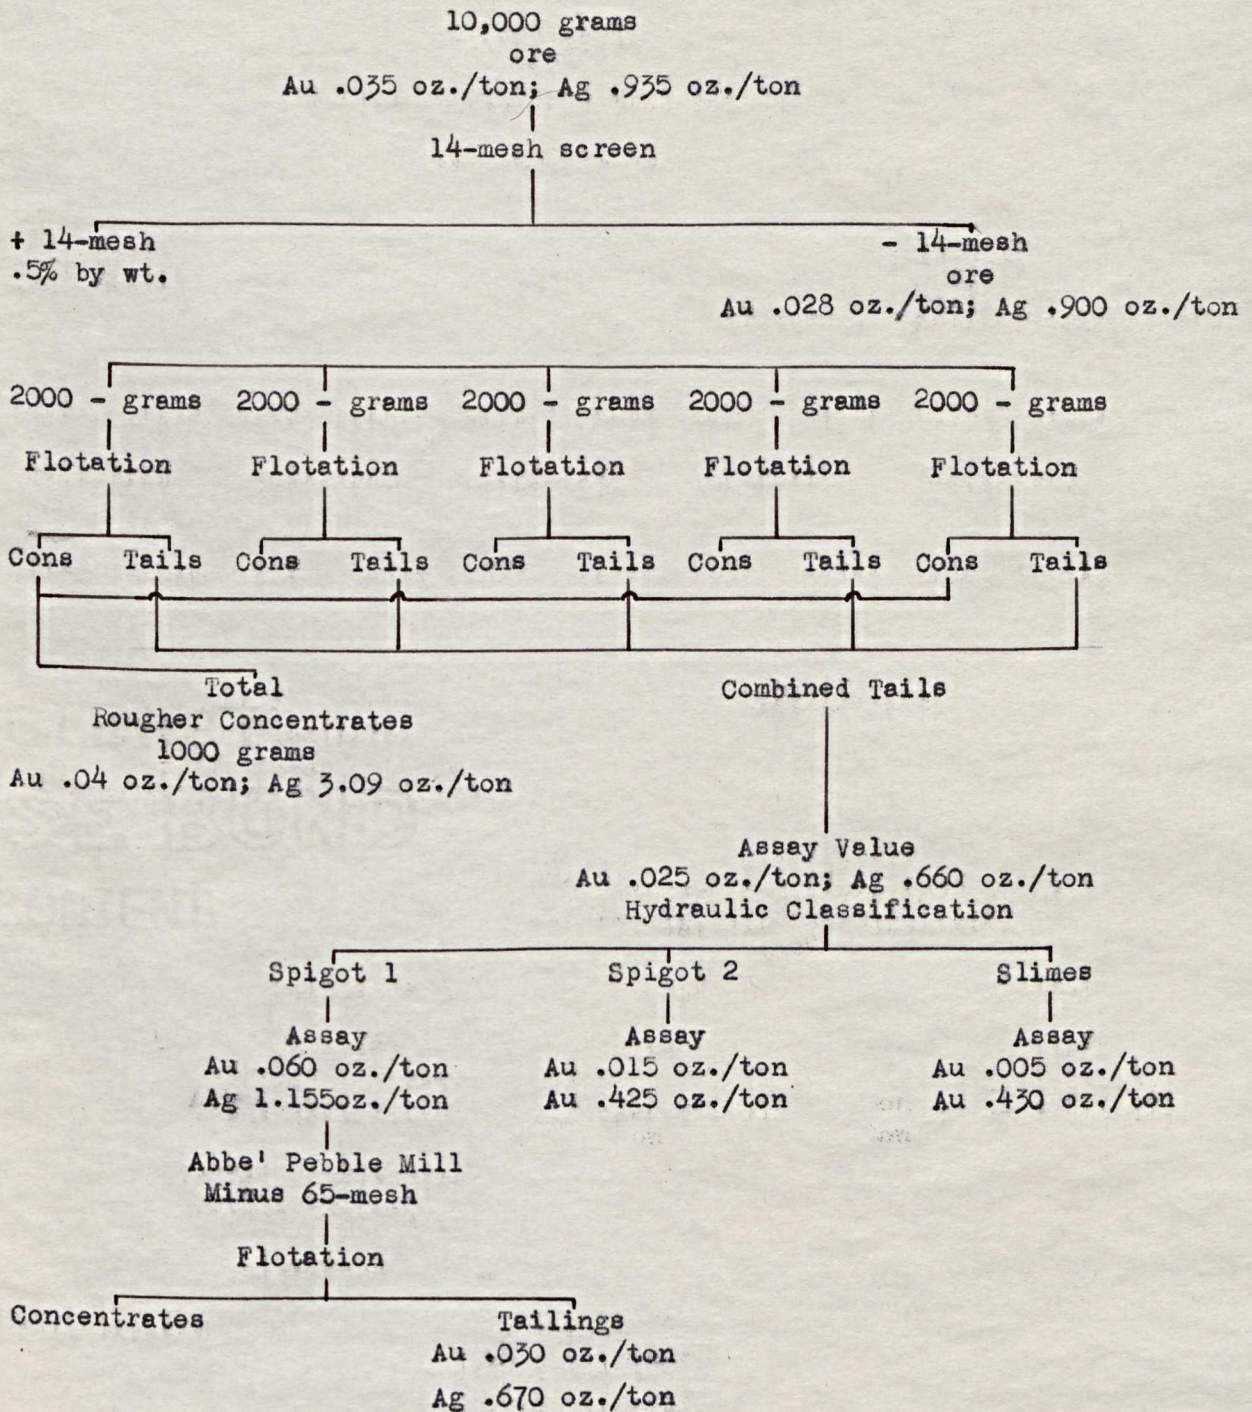 10,000 grams
ore
Au .035 oz./ton; Ag .935 oz./ton
14-mesh screen
+ 14-mesh
.5% by wt.
- 14-mesh
ore
Au .028 oz./ton; Ag .900 oz./ton
2000 - grams 2000 - grams 2000 - grams 2000 - grams 2000 - grams
Flotation Flotation Flotation Flotation Flotation
Cons Tails Cons Tails Cons Tails Cons Tails Cons Tails
Total
Rougher Concentrates
1000 grams
Au .04 oz./ton; Ag 3.09 oz./ton
Combined Tails
Assay Value
Au .025 oz./ton; Ag .660 oz./ton
Hydraulic Classification
Spigot 1 Spigot 2 Slimes
Assay Assay Assay
Au .060 oz./ton Au .015 oz./ton Au .005 oz./ton
Ag 1.155oz./ton Au .425 oz./ton Au .430 oz./ton
Abbe' Pebble Mill
Minus 65-mesh
Flotation
Concentrates Tailings
Au .030 oz./ton
Ag .670 oz./ton